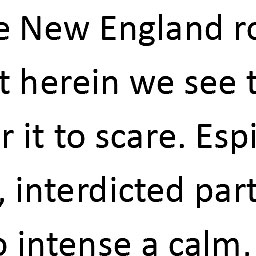 e New England ro
t herein we see t
r it to scare. Espi
, interdicted part
o intense a calm.